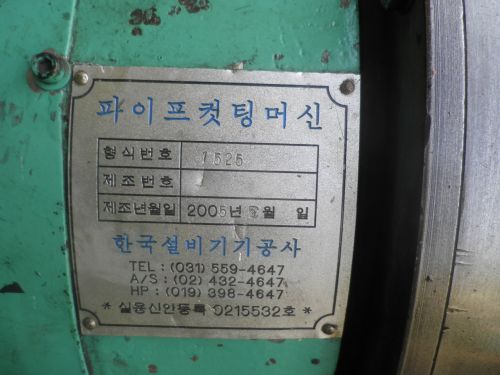 파이프컷팅머신
형식번호 1525
제조번호
제조년월일 2005년 월 일
한국설비기기공사
TEL : (031) 559-4647
A/S : (02) 432-4647
HP : (019) 398-4647
* 실용신안등록 0215532호 *